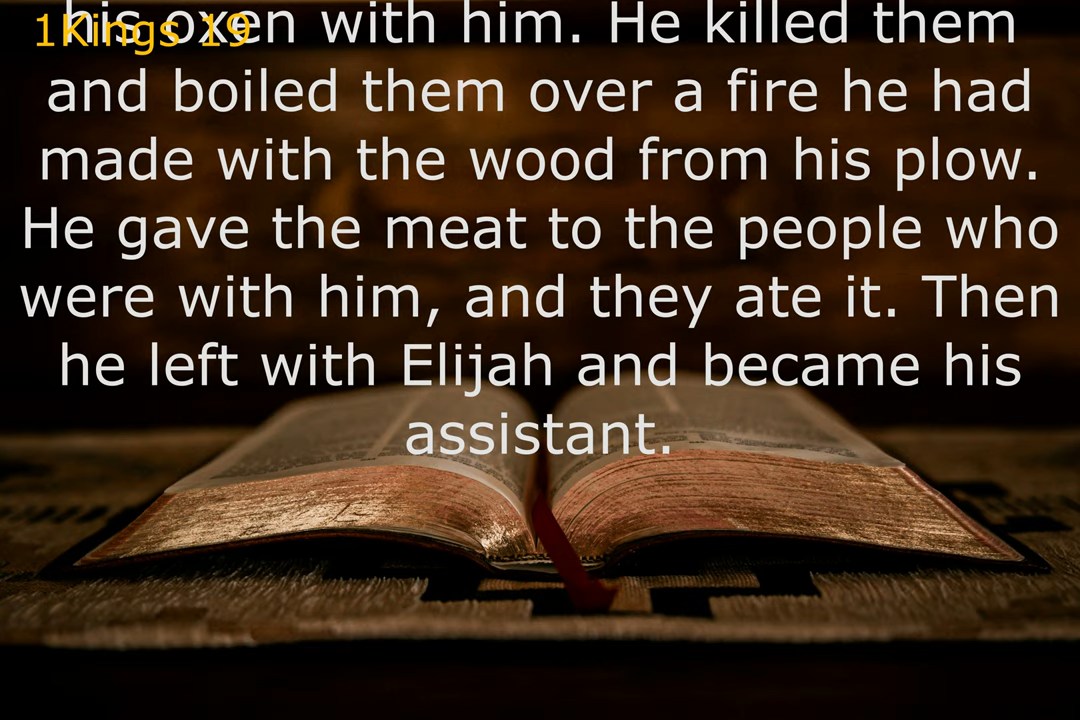 1Kings 19
his oxen with him. He killed them
and boiled them over a fire he had
made with the wood from his plow.
He gave the meat to the people who
were with him, and they ate it. Then
he left with Elijah and became his
assistant.